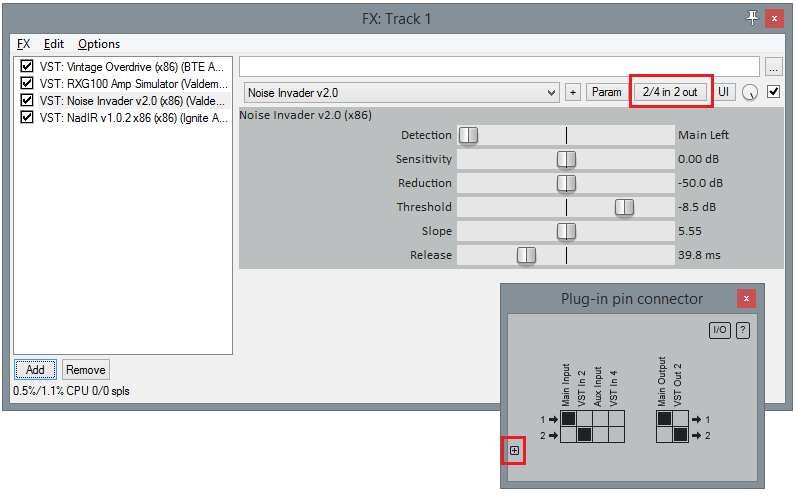 FX: Track 1
x
FX Edit Options
VST: Vintage Overdrive (x86) (BTE A...
VST: RXG100 Amp Simulator (Valdem...
VST: Noise Invader v2.0 (x86) (Valde...
VST: NadIR v1.0.2 x86 (x86) (Ignite A...
...
Noise Invader v2.0 + Param 2/4 in 2 out UI
Noise Invader v2.0 (x86)
Detection Main Left
Sensitivity 0.00 dB
Reduction -50.0 dB
Threshold -8.5 dB
Slope 5.55
Release 39.8 ms
Add Remove
0.5%/1.1% CPU 0/0 spls
Plug-in pin connector x
I/O ?
Main Input
VST In 2
Aux Input
VST In 4
Main Output
VST Out 2
1 1
2 2
+